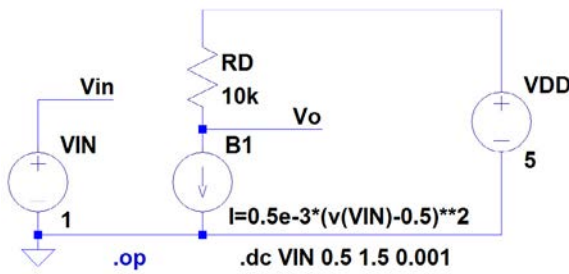 RD
10k
Vin
VDD
VIN
Vo
B1
5
1
I=0.5e-3*(v(VIN)-0.5)**2
.op
.dc VIN 0.5 1.5 0.001